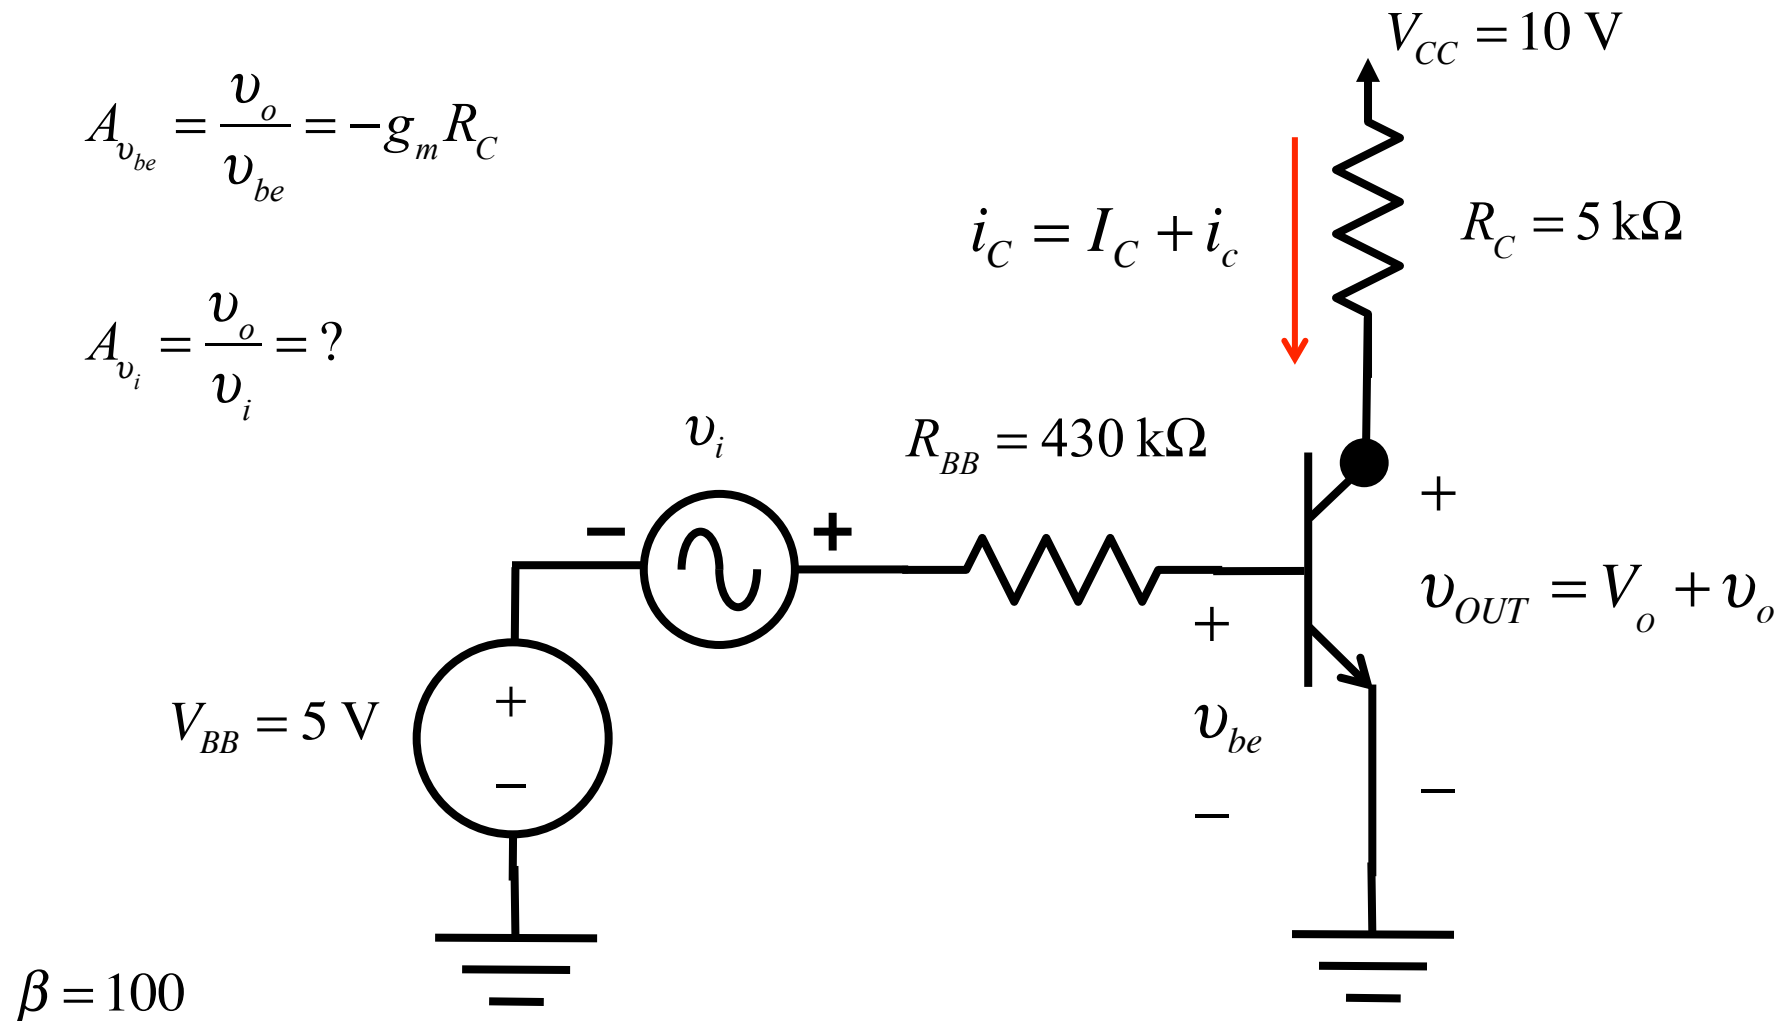 V_CC = 10 V
A_υbe = υ_o / υ_be = −g_m R_C
i_C = I_C + i_c
R_C = 5 kΩ
A_υi = υ_o / υ_i = ?
υ_i
R_BB = 430 kΩ
−
+
+
υ_OUT = V_o + υ_o
+
υ_be
−
−
V_BB = 5 V
+
−
β = 100